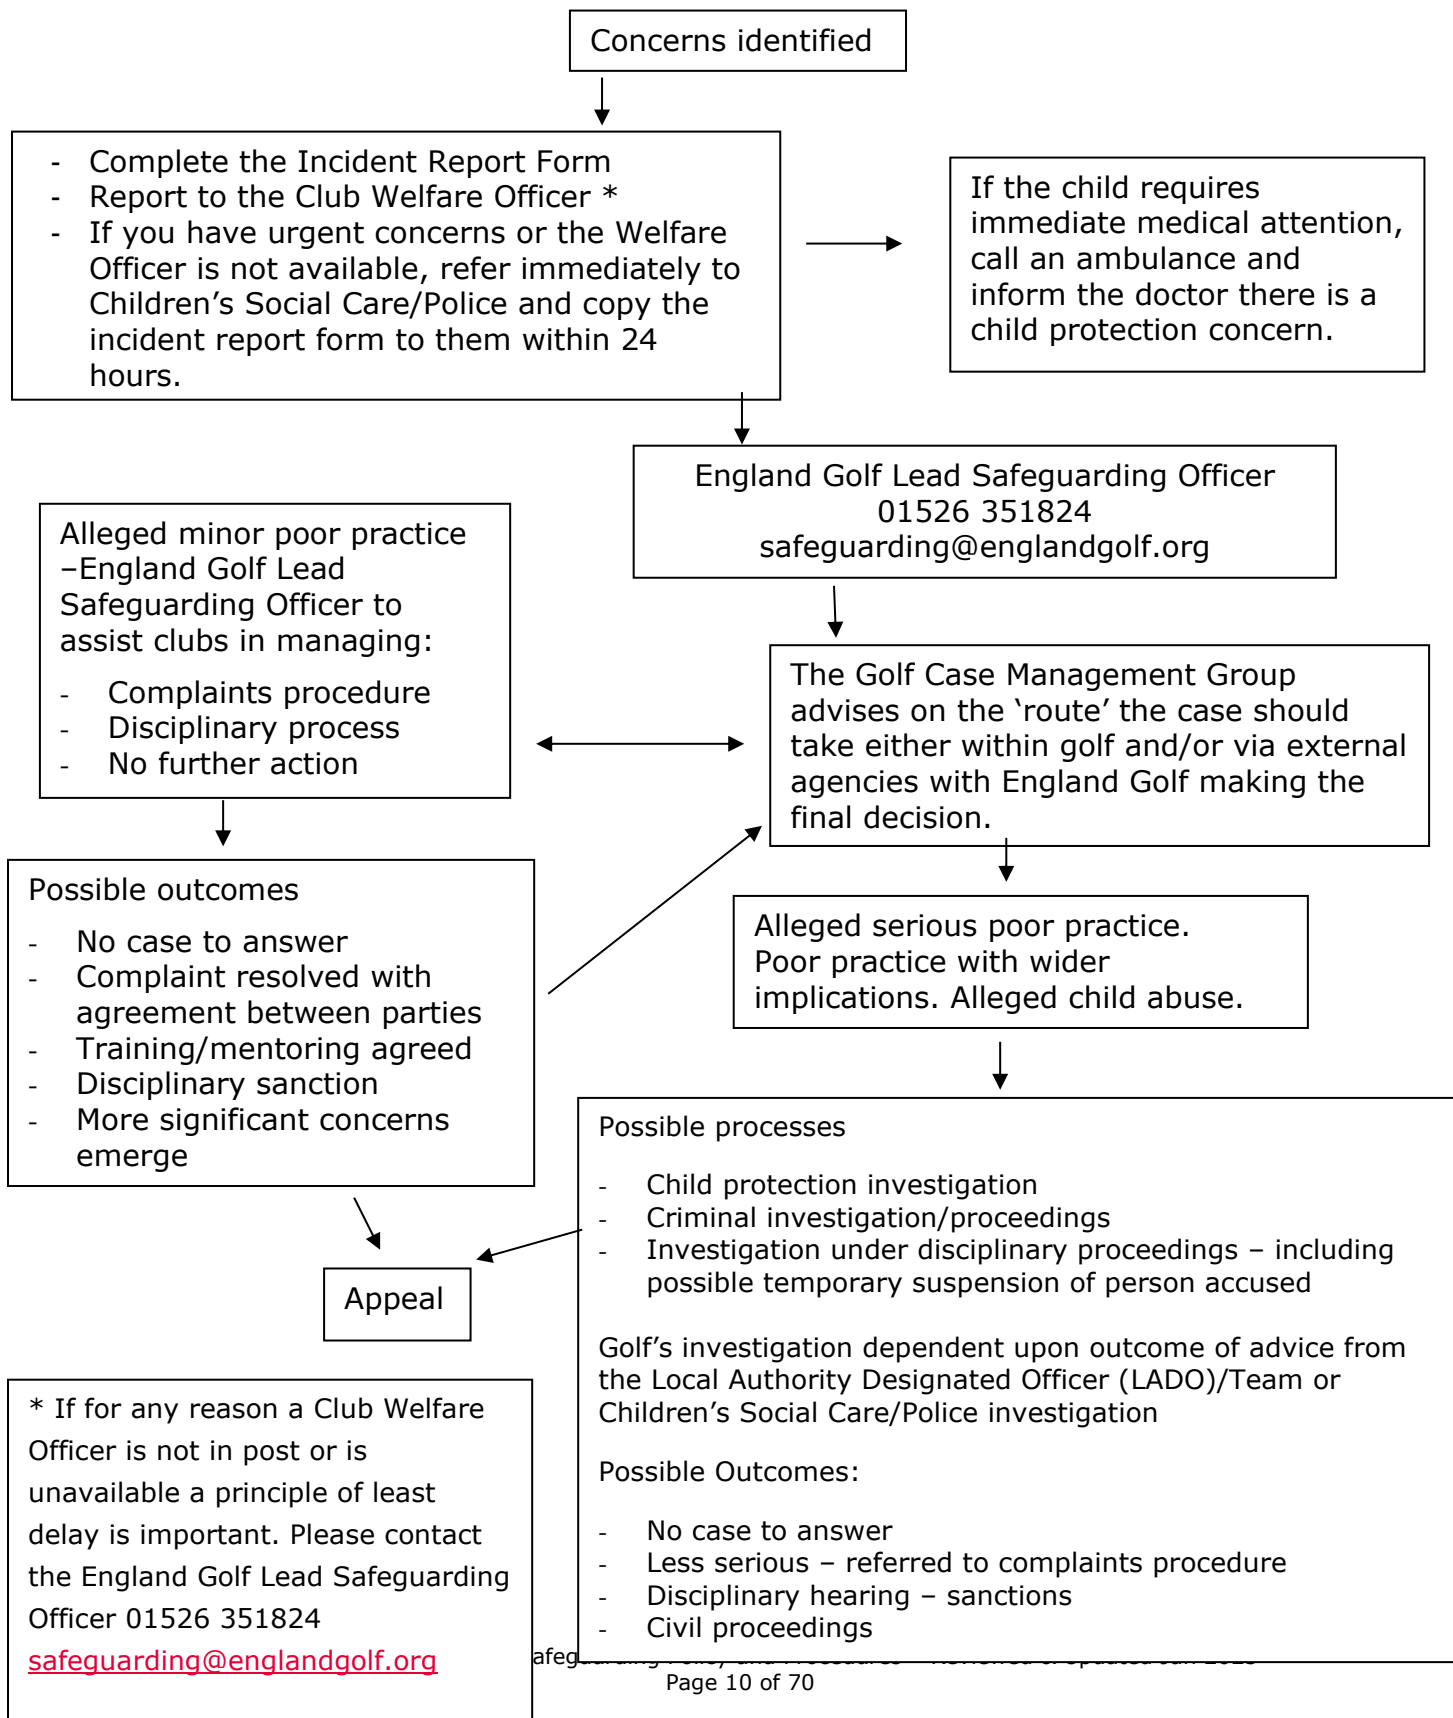 Concerns identified
- Complete the Incident Report Form
- Report to the Club Welfare Officer *
- If you have urgent concerns or the Welfare
Officer is not available, refer immediately to
Children’s Social Care/Police and copy the
incident report form to them within 24
hours.
If the child requires
immediate medical attention,
call an ambulance and
inform the doctor there is a
child protection concern.
England Golf Lead Safeguarding Officer
01526 351824
safeguarding@englandgolf.org
Alleged minor poor practice
–England Golf Lead
Safeguarding Officer to
assist clubs in managing:
- Complaints procedure
- Disciplinary process
- No further action
The Golf Case Management Group
advises on the ‘route’ the case should
take either within golf and/or via external
agencies with England Golf making the
final decision.
Possible outcomes
- No case to answer
- Complaint resolved with
agreement between parties
- Training/mentoring agreed
- Disciplinary sanction
- More significant concerns
emerge
Alleged serious poor practice.
Poor practice with wider
implications. Alleged child abuse.
Possible processes
- Child protection investigation
- Criminal investigation/proceedings
- Investigation under disciplinary proceedings – including
possible temporary suspension of person accused
Golf’s investigation dependent upon outcome of advice from
the Local Authority Designated Officer (LADO)/Team or
Children’s Social Care/Police investigation
Possible Outcomes:
- No case to answer
- Less serious – referred to complaints procedure
- Disciplinary hearing – sanctions
- Civil proceedings
Appeal
* If for any reason a Club Welfare
Officer is not in post or is
unavailable a principle of least
delay is important. Please contact
the England Golf Lead Safeguarding
Officer 01526 351824
safeguarding@englandgolf.org
Page 10 of 70